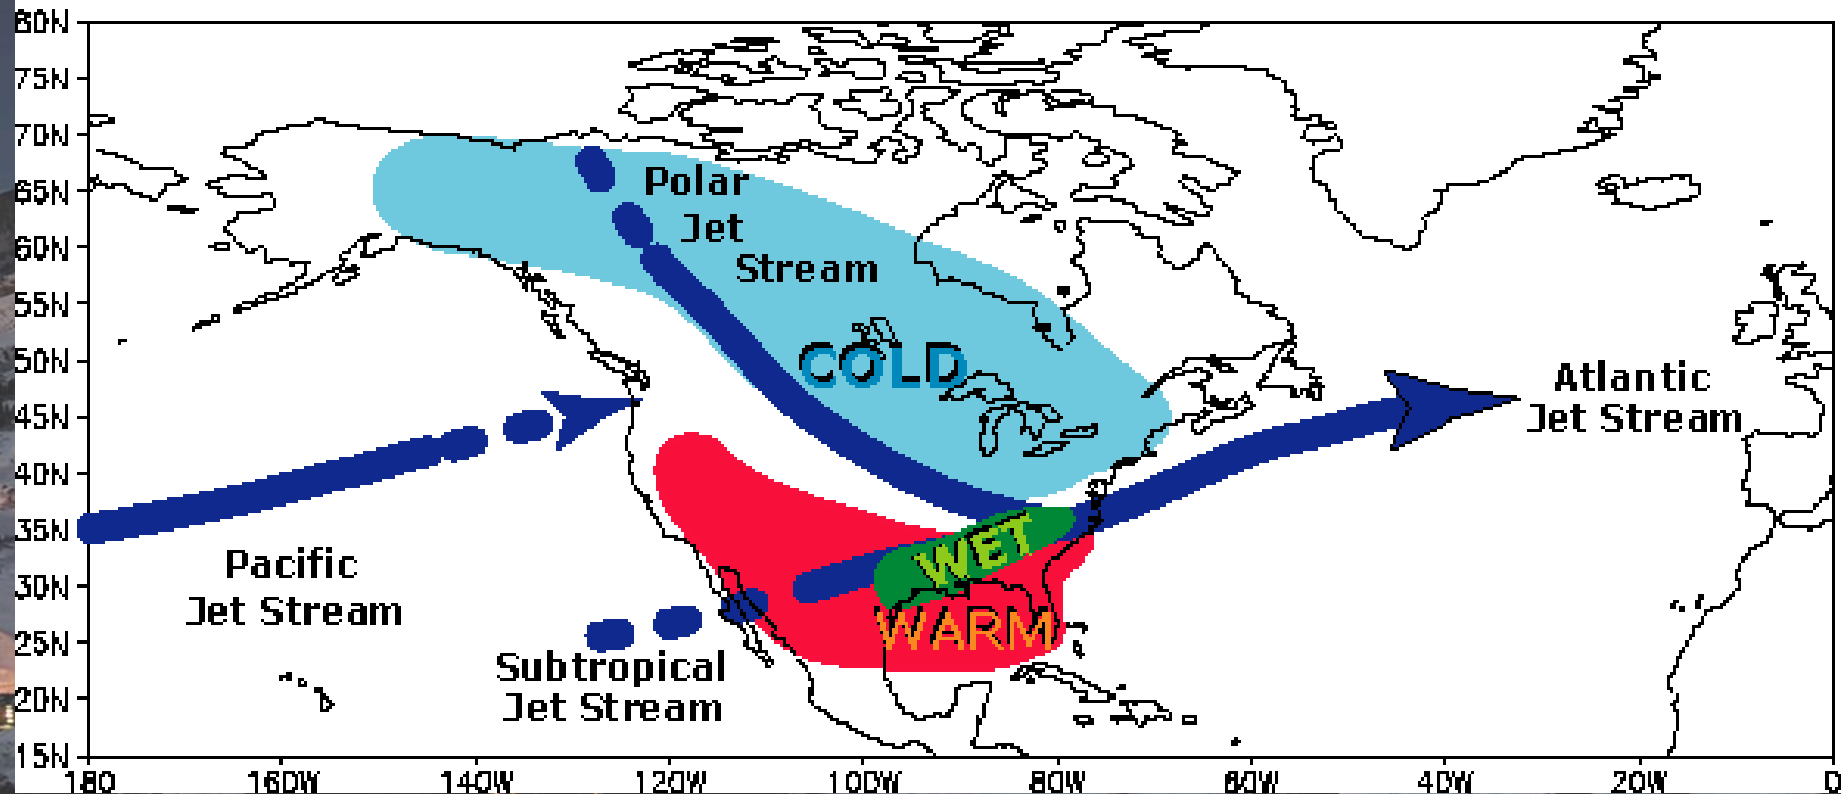 80N
75N
70N
65N
60N
55N
50N
45N
40N
35N
30N
25N
20N
15N
Polar
Jet
Stream
COLD
Atlantic
Jet Stream
WET
WARM
Pacific
Jet Stream
Subtropical
Jet Stream
180 160W 140W 120W 100W 80W 60W 40W 20W 0